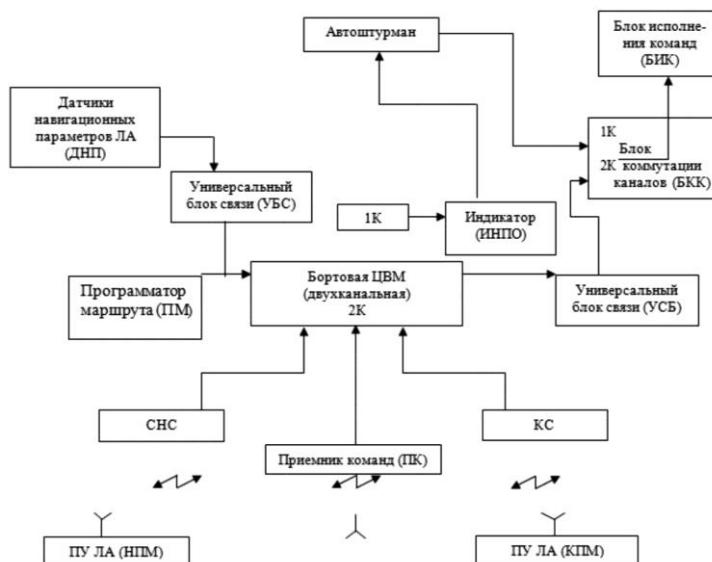 Автоштурман
Блок исполне-
ния команд
(БИК)
Датчики
навигационных
параметров ЛА
(ДНП)
1К
Блок
2К коммутации
каналов (БКК)
Универсальный
блок связи (УБС)
1К
Индикатор
(ИНПО)
Программатор
маршрута (ПМ)
Бортовая ЦВМ
(двухканальная)
2К
Универсальный
блок связи (УСБ)
СНС
КС
Приемник команд (ПК)
ПУ ЛА (НПМ)
ПУ ЛА (КПМ)